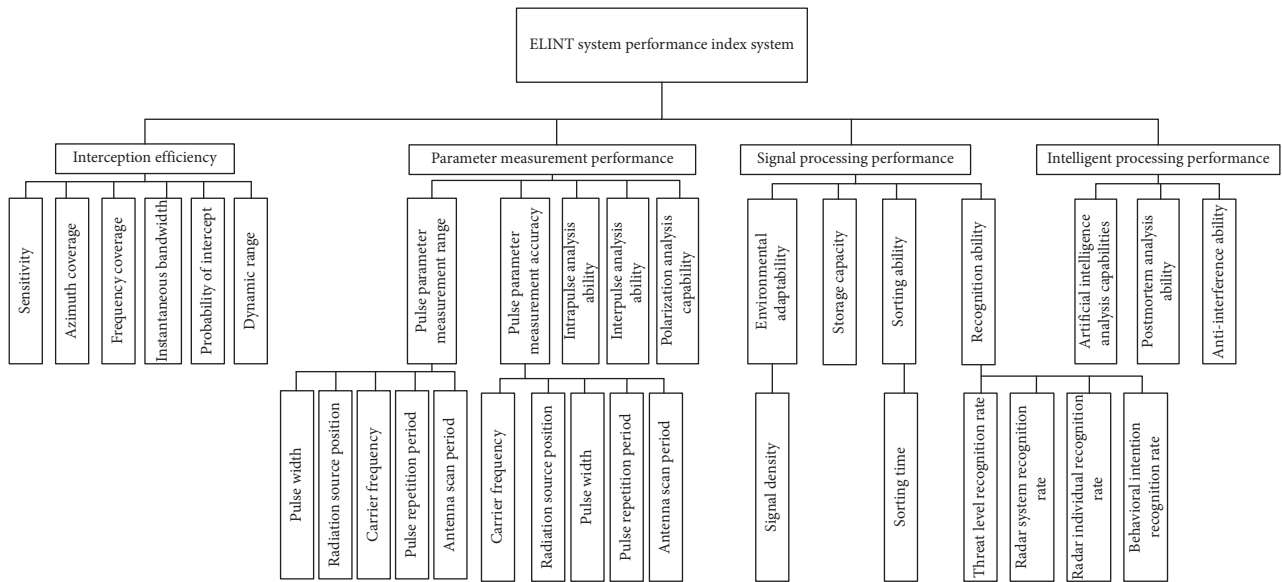 ELINT system performance index system
Interception efficiency
Parameter measurement performance
Signal processing performance
Intelligent processing performance
Sensitivity
Azimuth coverage
Frequency coverage
Instantaneous bandwidth
Probability of intercept
Dynamic range
Pulse parameter
measurement range
Pulse parameter
measurement accuracy
Intrapulse analysis
ability
Interpulse analysis
ability
Polarization analysis
capability
Environmental
adaptability
Storage capacity
Sorting ability
Recognition ability
Artificial intelligence
analysis capabilities
Postmortem analysis
ability
Anti-interference ability
Pulse width
Radiation source position
Carrier frequency
Pulse repetition period
Antenna scan period
Carrier frequency
Radiation source position
Pulse width
Pulse repetition period
Antenna scan period
Signal density
Sorting time
Threat level recognition rate
Radar system recognition
rate
Radar individual recognition
rate
Behavioral intention
recognition rate